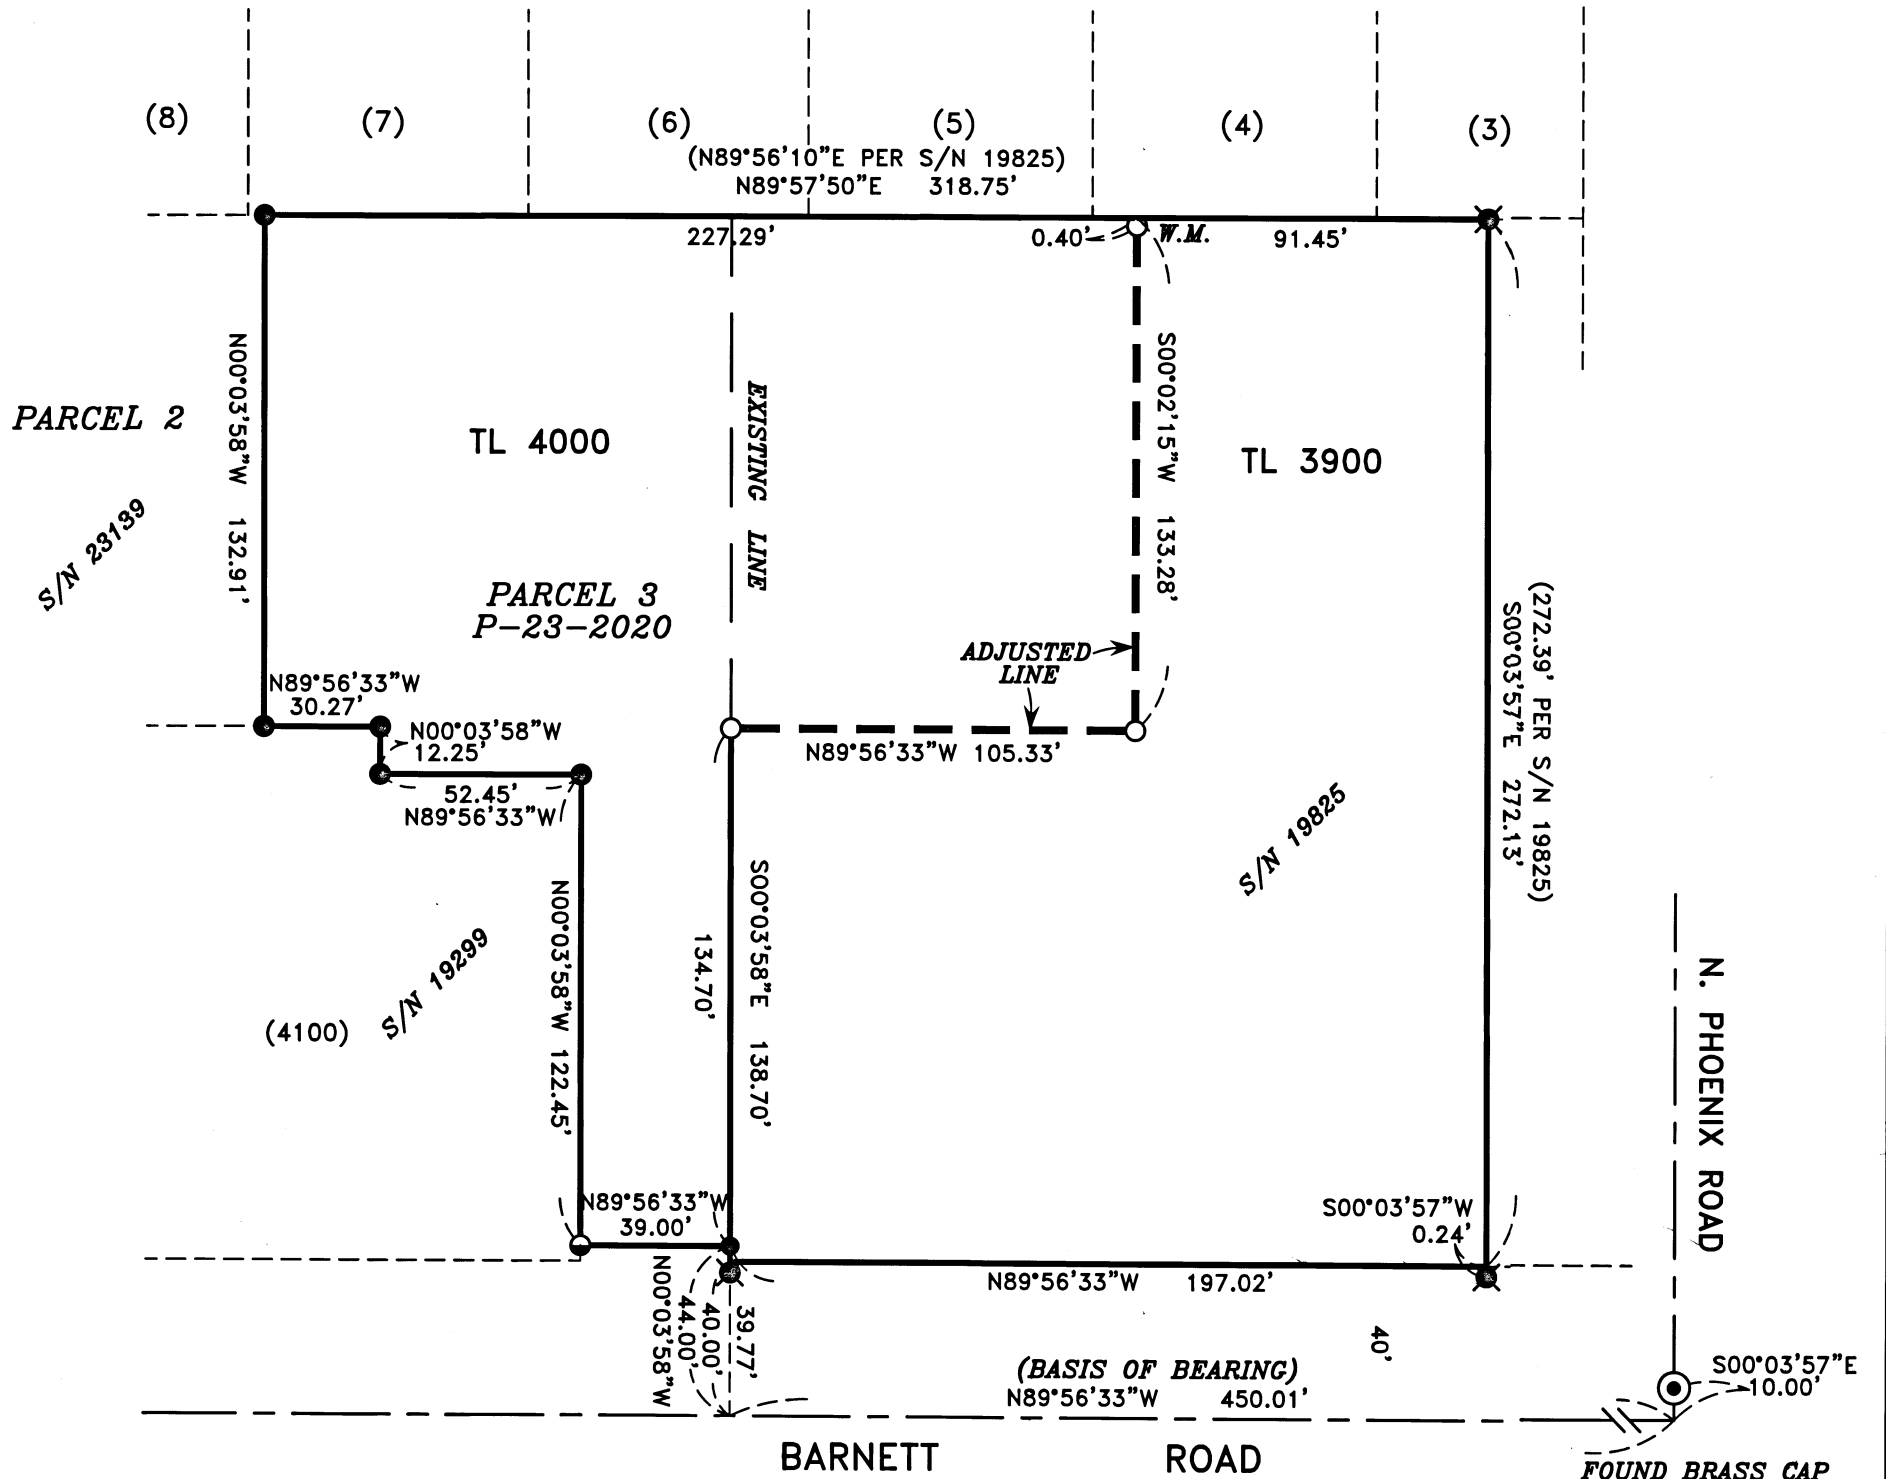 (8)
(7)
(6)
(5)
(4)
(3)
(N89°56'10"E PER S/N 19825)
N89°57'50"E 318.75'
227.29'
0.40'
W.M.
91.45'
N00°03'58"W 132.91'
PARCEL 2
S/N 23139
TL 4000
EXISTING LINE
S00°02'15"W 133.28'
TL 3900
PARCEL 3
P-23-2020
ADJUSTED
LINE
(272.39' PER S/N 19825)
S00°03'57"E 272.13'
N89°56'33"W
30.27'
N00°03'58"W
12.25'
52.45'
N89°56'33"W
N89°56'33"W 105.33'
S/N 19825
N00°03'58"W 122.45'
134.70'
S00°03'58"E 138.70'
S/N 19299
(4100)
N. PHOENIX ROAD
N89°56'33"W
39.00'
S00°03'57"W
0.24'
N89°56'33"W 197.02'
N00°03'58"W
44.00'
40.00'
39.77'
40'
(BASIS OF BEARING)
N89°56'33"W 450.01'
S00°03'57"E
10.00'
BARNETT ROAD
FOUND BRASS CAP